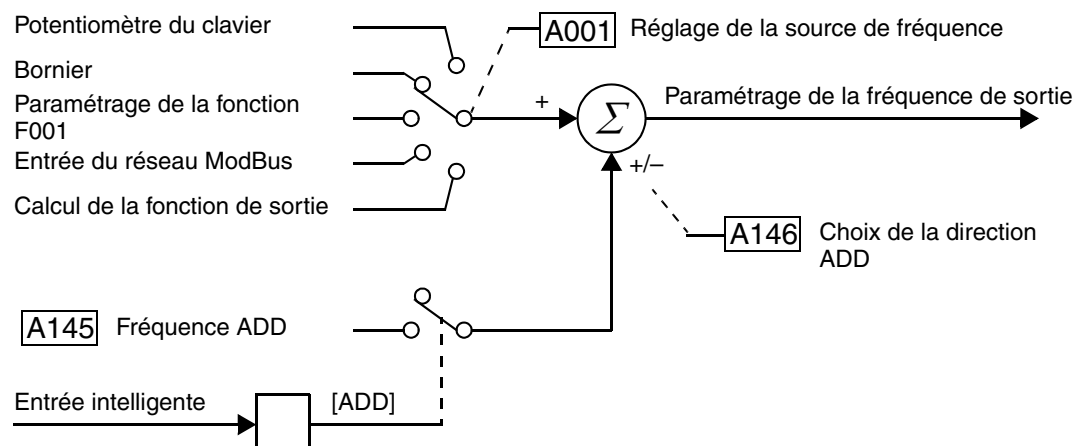 Potentiomètre du clavier
A001 Réglage de la source de fréquence
Bornier
Paramétrage de la fonction
F001
+
Σ
Paramétrage de la fréquence de sortie
Entrée du réseau ModBus
+/–
Calcul de la fonction de sortie
A146 Choix de la direction
ADD
A145 Fréquence ADD
Entrée intelligente
[ADD]